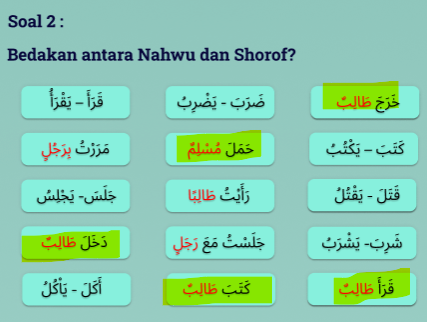 Soal 2 :
Bedakan antara Nahwu dan Shorof?
خَرَجَ طَالِبٌ
ضَرَبَ - يَضْرِبُ
قَرَأَ – يَقْرَأُ
كَتَبَ – يَكْتُبُ
حَمَلَ مُسْلِمٌ
مَرَرْتُ بِرَجُلٍ
قَتَلَ - يَقْتُلُ
رَأَيْتُ طَالِبًا
جَلَسَ- يَجْلِسُ
شَرِبَ- يَشْرَبُ
جَلَسْتُ مَعَ رَجَلٍ
دَخَلَ طَالِبٌ
قَرَأَ طَالِبٌ
كَتَبَ طَالِبٌ
أَكَلَ - يَأْكُلُ